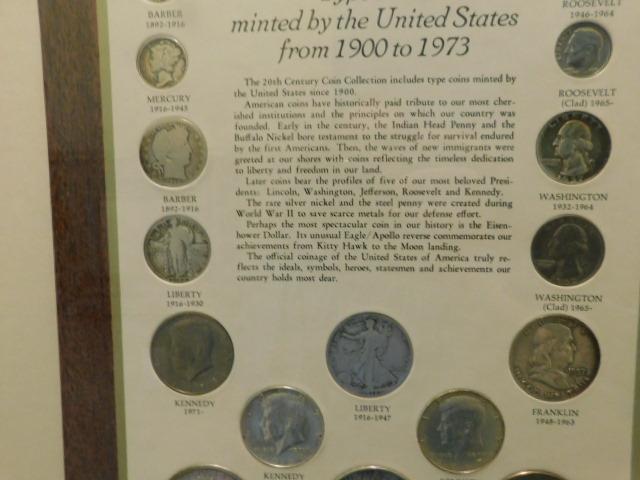 BARBER
1892-1916
minted by the United States
from 1900 to 1973
ROOSEVELT
1946-1964
MERCURY
1916-1945
The 20th Century Coin Collection includes type coins minted by
the United States since 1900.
American coins have historically paid tribute to our most cher-
ished institutions and the principles on which our country was
founded. Early in the century, the Indian Head Penny and the
Buffalo Nickel bore testament to the struggle for survival endured
by the first Americans. Then, the waves of new immigrants were
greeted at our shores with coins reflecting the timeless dedication
to liberty and freedom in our land.
Later coins bear the profiles of five of our most beloved Presi-
dents: Lincoln, Washington, Jefferson, Roosevelt and Kennedy.
The rare silver nickel and the steel penny were created during
World War II to save scarce metals for our defense effort.
Perhaps the most spectacular coin in our history is the Eisen-
hower Dollar. Its unusual Eagle/Apollo reverse commemorates our
achievements from Kitty Hawk to the Moon landing.
The official coinage of the United States of America truly re-
flects the ideals, symbols, heroes, statesmen and achievements our
country holds most dear.
ROOSEVELT
(Clad) 1965-
BARBER
1892-1916
WASHINGTON
1932-1964
LIBERTY
1916-1930
WASHINGTON
(Clad) 1965-
KENNEDY
1971-
LIBERTY
1916-1947
FRANKLIN
1948-1963
KENNEDY